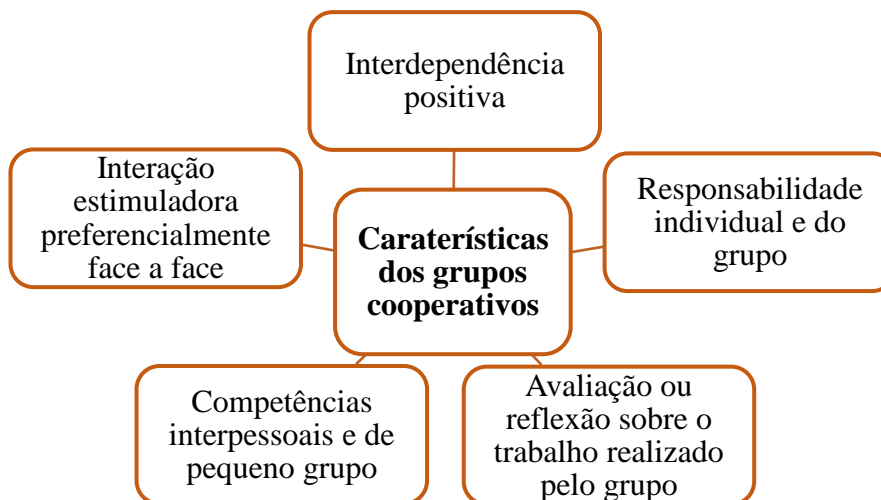 Interdependência
positiva
Interação
estimuladora
preferencialmente
face a face
Responsabilidade
individual e do
grupo
Caraterísticas
dos grupos
cooperativos
Competências
interpessoais e de
pequeno grupo
Avaliação ou
reflexão sobre o
trabalho realizado
pelo grupo